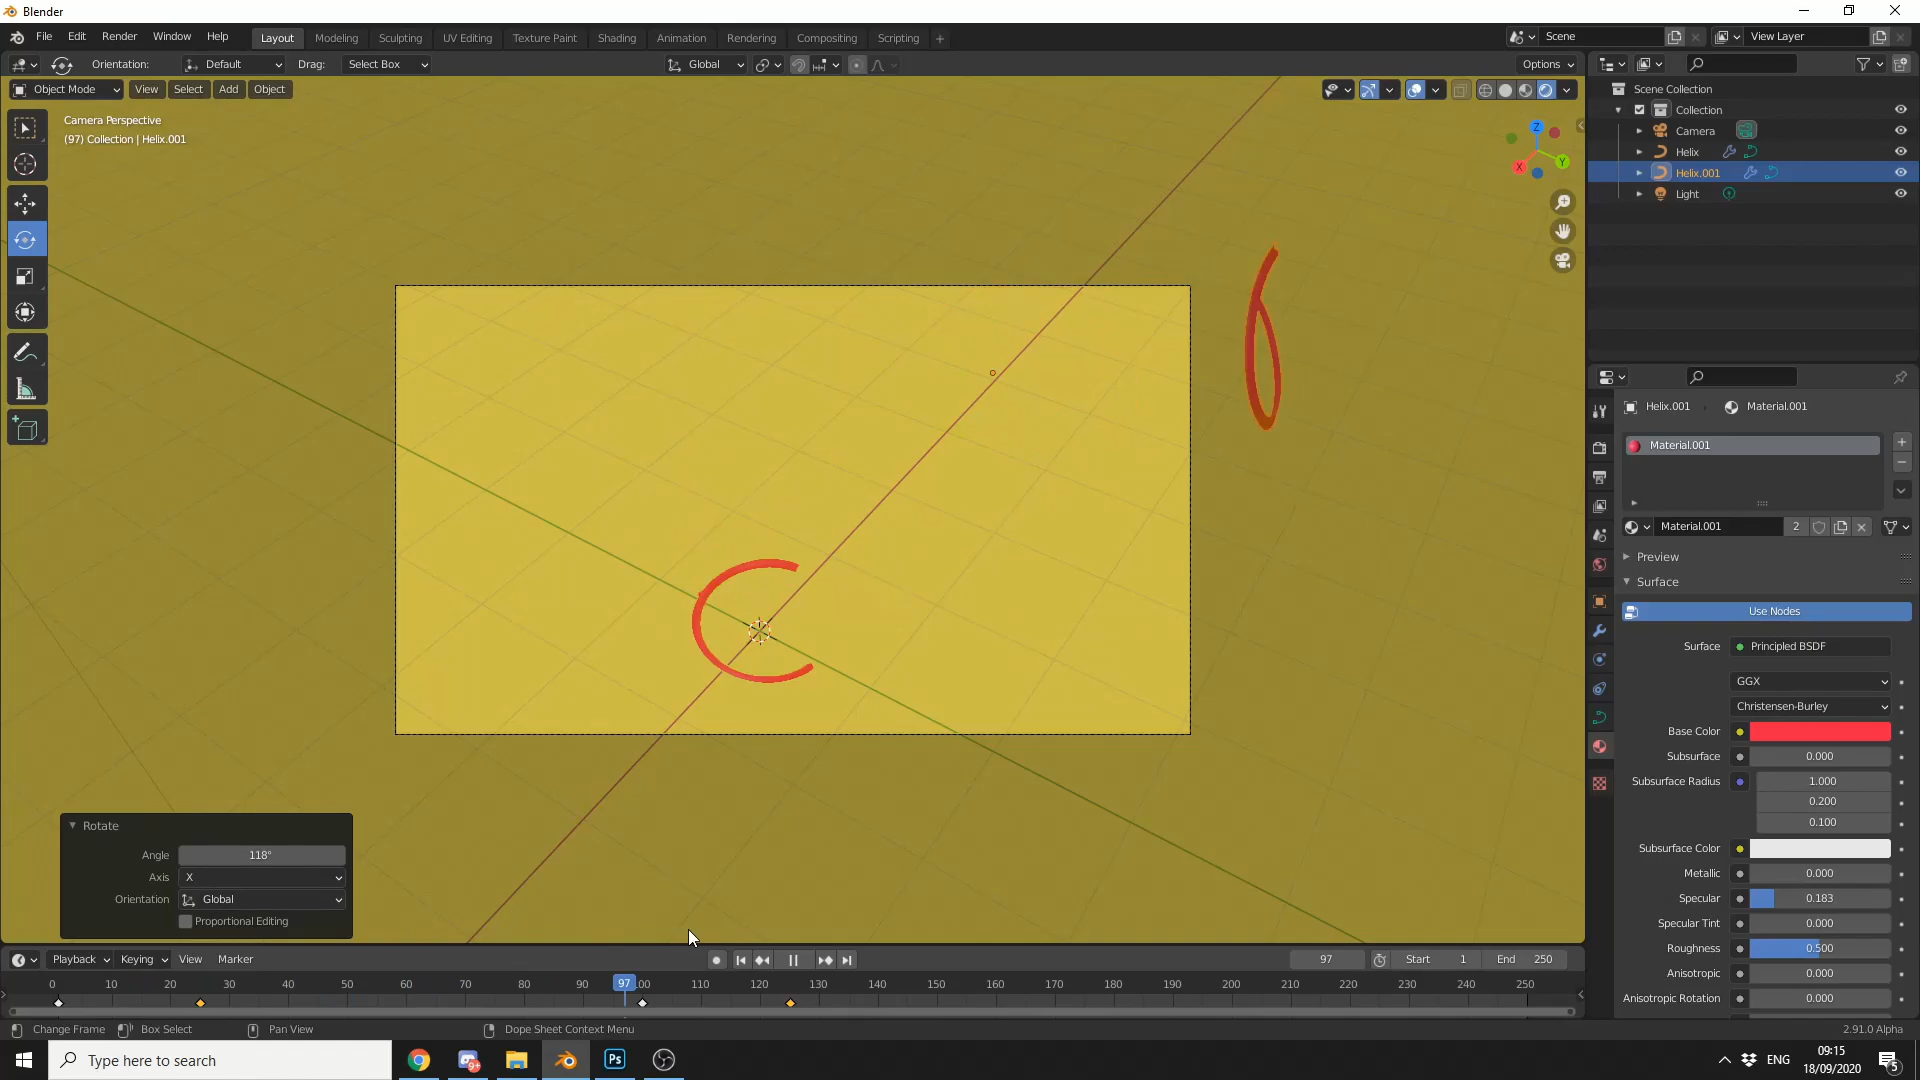 Blender
File Edit Render Window Help
Layout Modeling Sculpting UV Editing Texture Paint Shading Animation Rendering Compositing Scripting +
Scene
View Layer
Orientation: Default Drag: Select Box
Global
Options
Object Mode View Select Add Object
Camera Perspective
(97) Collection | Helix.001
Z
Y
X
Scene Collection
Collection
Camera
Helix
Helix.001
Light
Helix.001 Material.001
Material.001
Material.001 2
Preview
Surface
Use Nodes
Surface Principled BSDF
GGX
Christensen-Burley
Base Color
Subsurface 0.000
Subsurface Radius 1.000
0.200
0.100
Subsurface Color
Metallic 0.000
Specular 0.183
Specular Tint 0.000
Roughness 0.500
Anisotropic 0.000
Anisotropic Rotation 0.000
Rotate
Angle 118°
Axis X
Orientation Global
Proportional Editing
Playback Keying View Marker
97 Start 1 End 250
0 10 20 30 40 50 60 70 80 90 97 00 110 120 130 140 150 160 170 180 190 200 210 220 230 240 250
Change Frame Box Select Pan View Dope Sheet Context Menu
2.91.0 Alpha
Type here to search
9+
Ps
ENG
09:15
18/09/2020
5